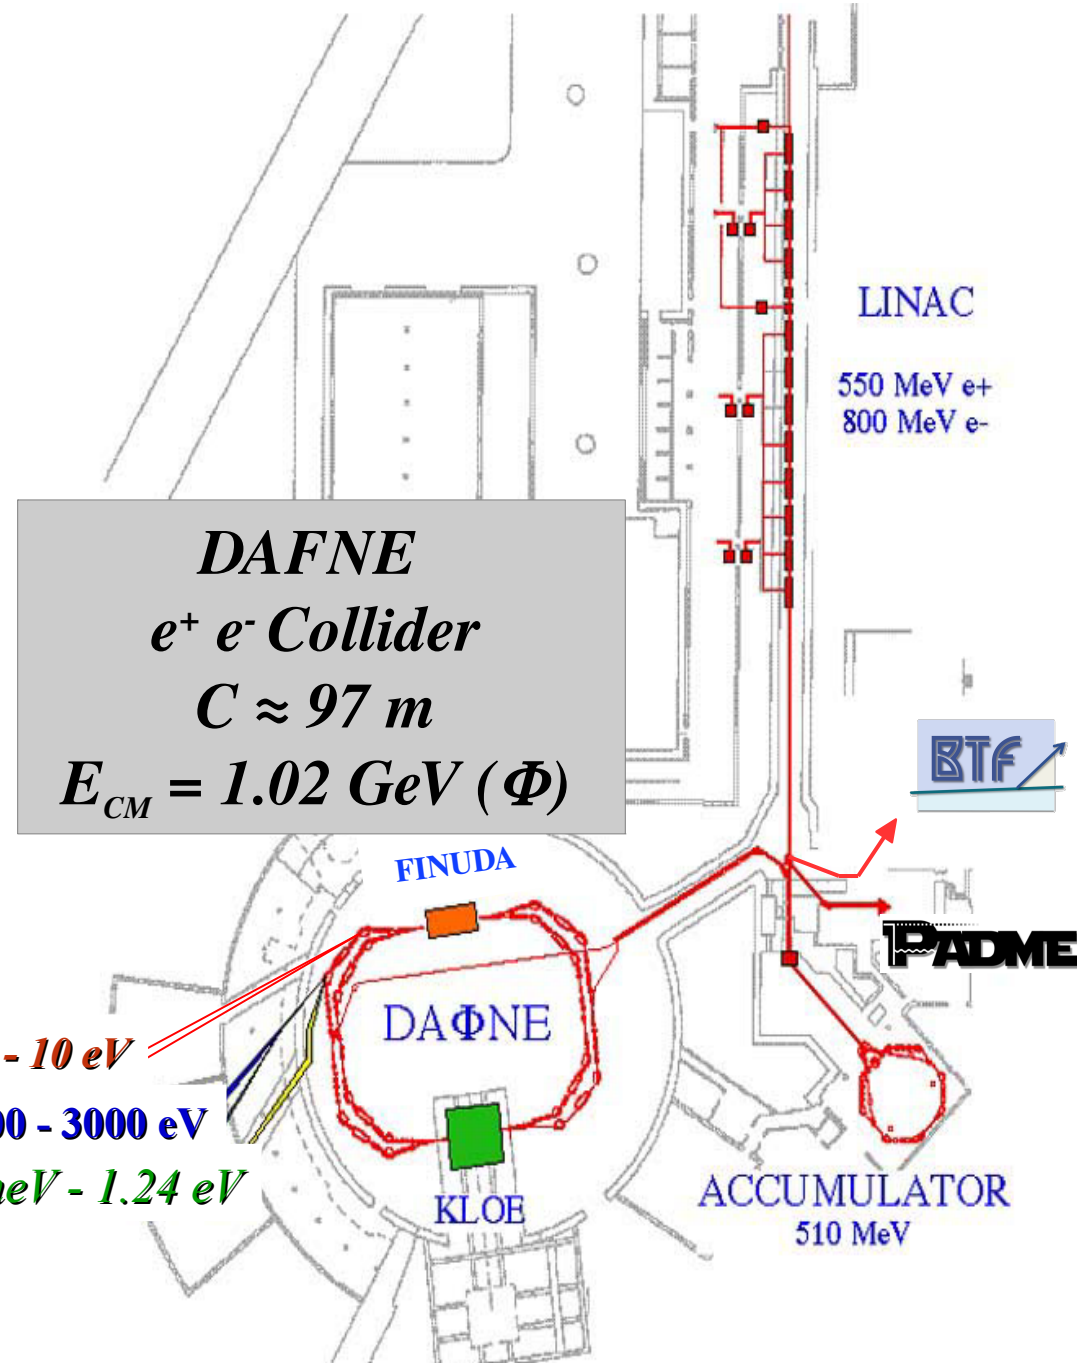 LINAC
550 MeV e+
800 MeV e-
DAFNE
e+ e- Collider
C ≈ 97 m
E_CM = 1.02 GeV (Φ)
BTF
FINUDA
PADME
DAΦNE
- 10 eV
00 - 3000 eV
eV - 1.24 eV
KLOE
ACCUMULATOR
510 MeV